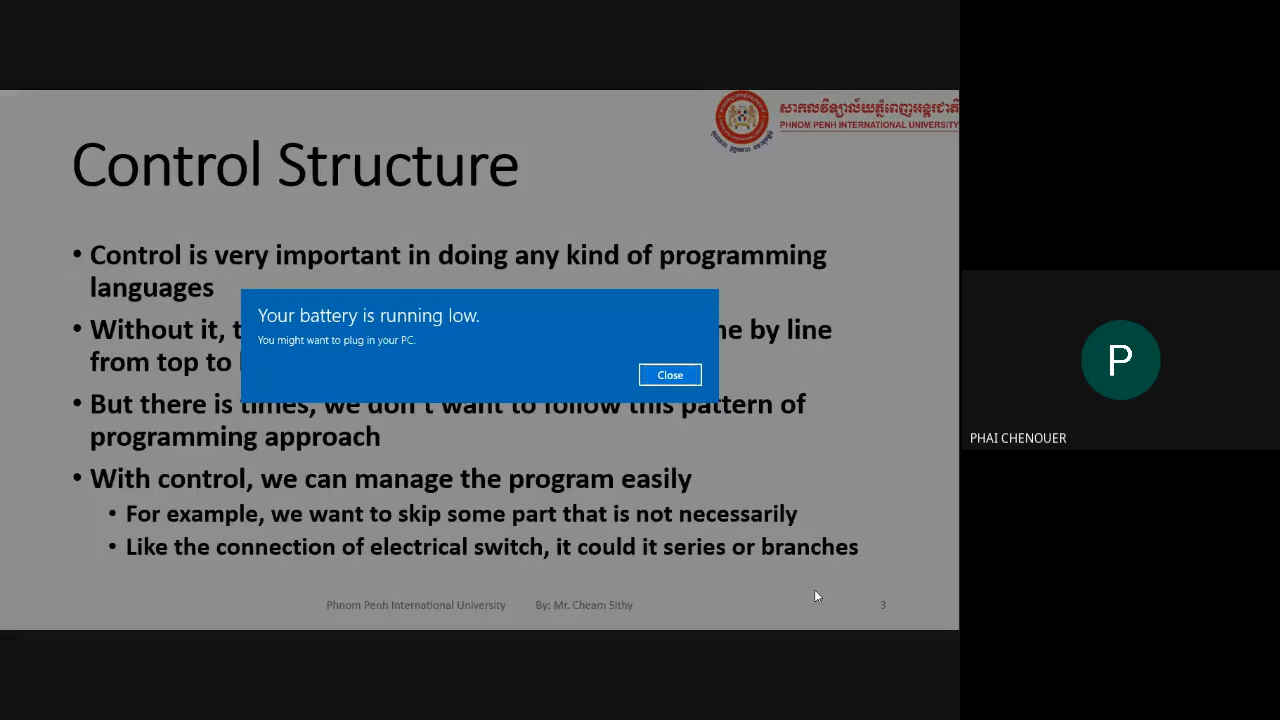 សាកលវិទ្យាល័យភ្នំពេញអន្តរជាតិ
PHNOM PENH INTERNATIONAL UNIVERSITY
Control Structure
• Control is very important in doing any kind of programming
languages
Your battery is running low.
You might want to plug in your PC.
Close
• Without it, t
ne by line
from top to
• But there is times, we don't want to follow this pattern of
programming approach
• With control, we can manage the program easily
• For example, we want to skip some part that is not necessarily
• Like the connection of electrical switch, it could it series or branches
Phnom Penh International University By: Mr. Cheam Sithy 3
P
PHAI CHENOUER